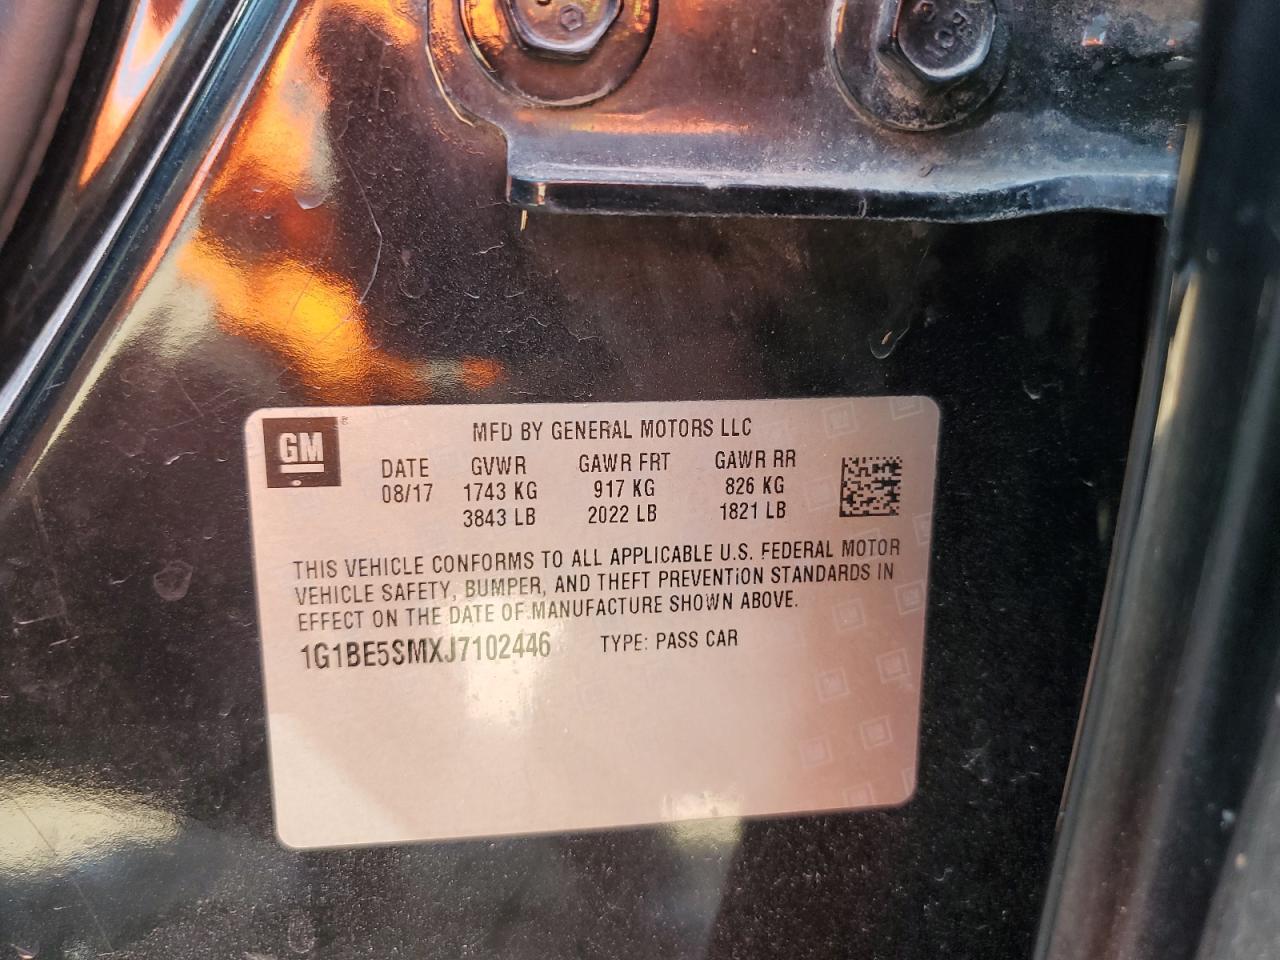 GM
MFD BY GENERAL MOTORS LLC
DATE GVWR GAWR FRT GAWR RR
08/17 1743 KG 917 KG 826 KG
3843 LB 2022 LB 1821 LB
THIS VEHICLE CONFORMS TO ALL APPLICABLE U.S. FEDERAL MOTOR
VEHICLE SAFETY, BUMPER, AND THEFT PREVENTION STANDARDS IN
EFFECT ON THE DATE OF MANUFACTURE SHOWN ABOVE.
1G1BE5SMXJ7102446 TYPE: PASS CAR